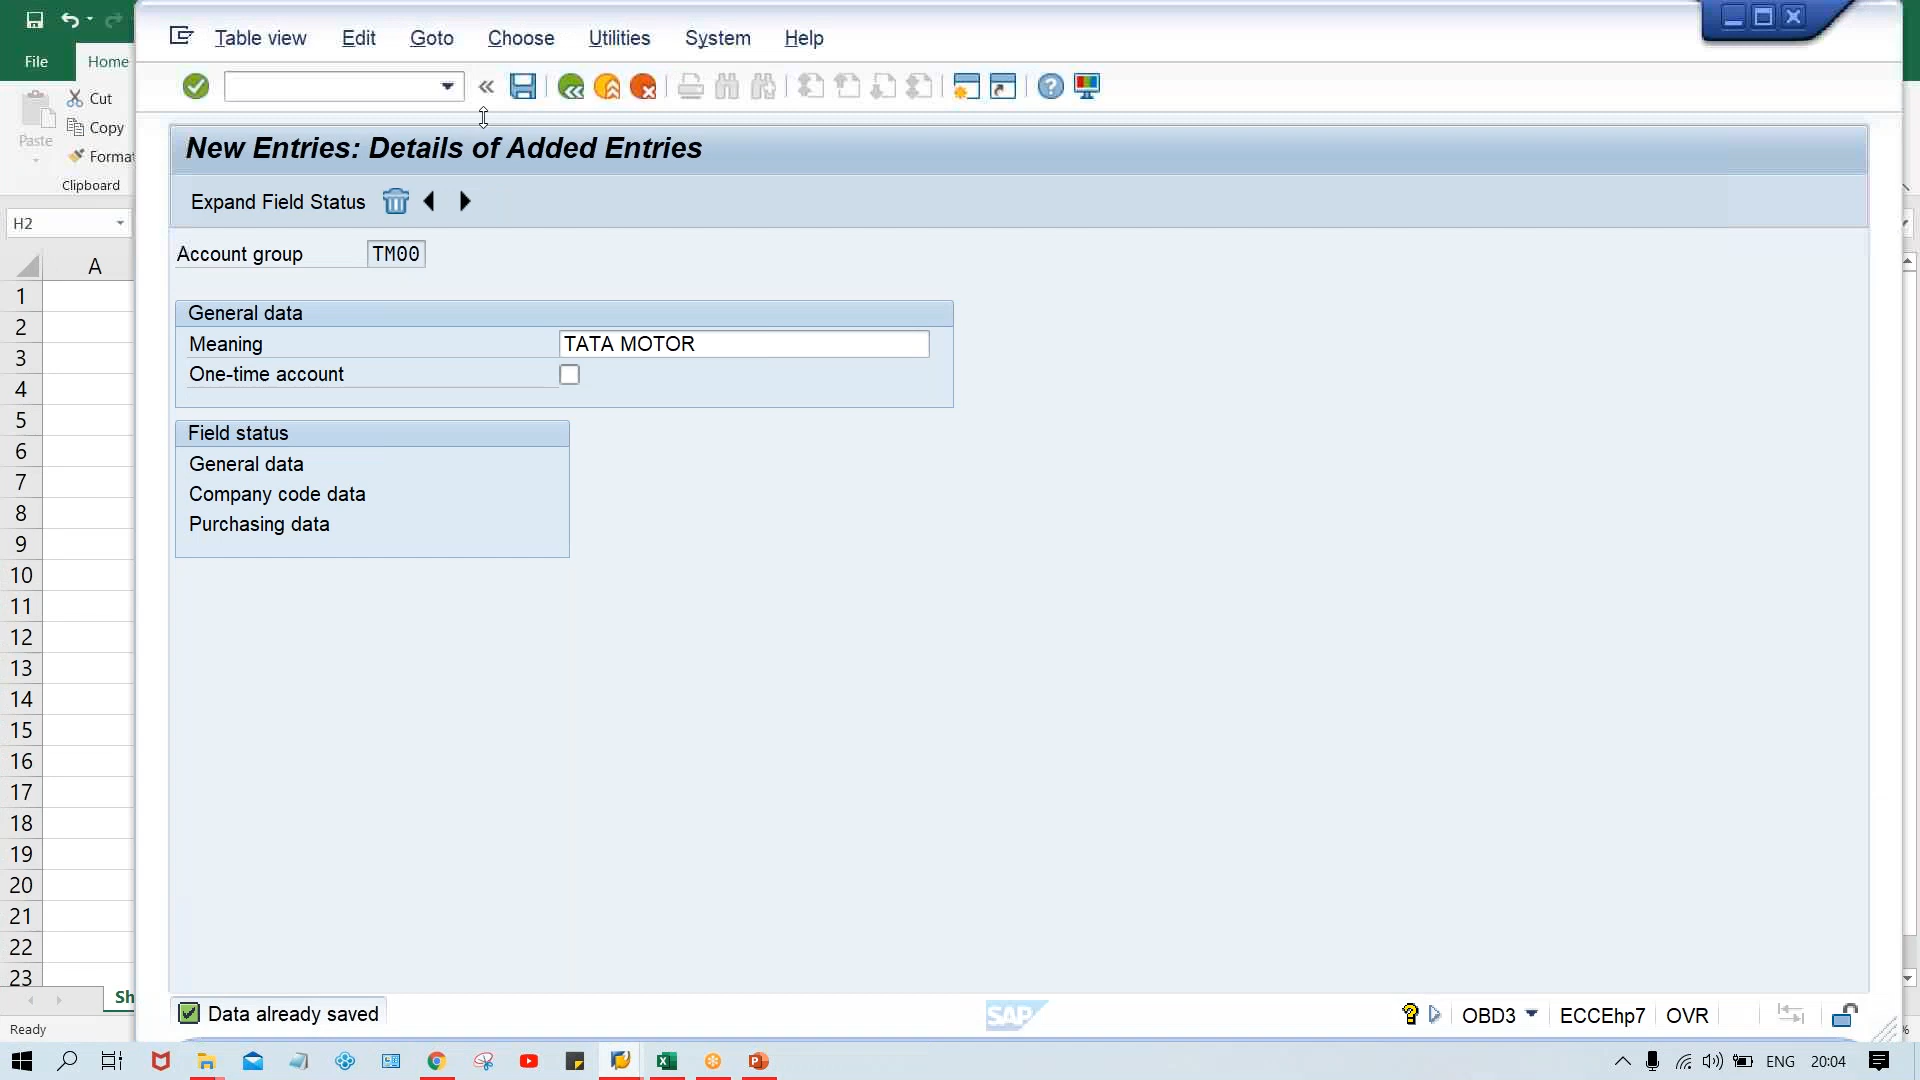 Table view Edit Goto Choose Utilities System Help
File Home
Cut
Copy
Format
Paste
Clipboard
New Entries: Details of Added Entries
Expand Field Status
H2
Account group TM00
A
General data
Meaning TATA MOTOR
One-time account
Field status
General data
Company code data
Purchasing data
1
2
3
4
5
6
7
8
9
10
11
12
13
14
15
16
17
18
19
20
21
22
23
Sh
Data already saved
SAP
OBD3 ECCEhp7 OVR
Ready
%
ENG 20:04